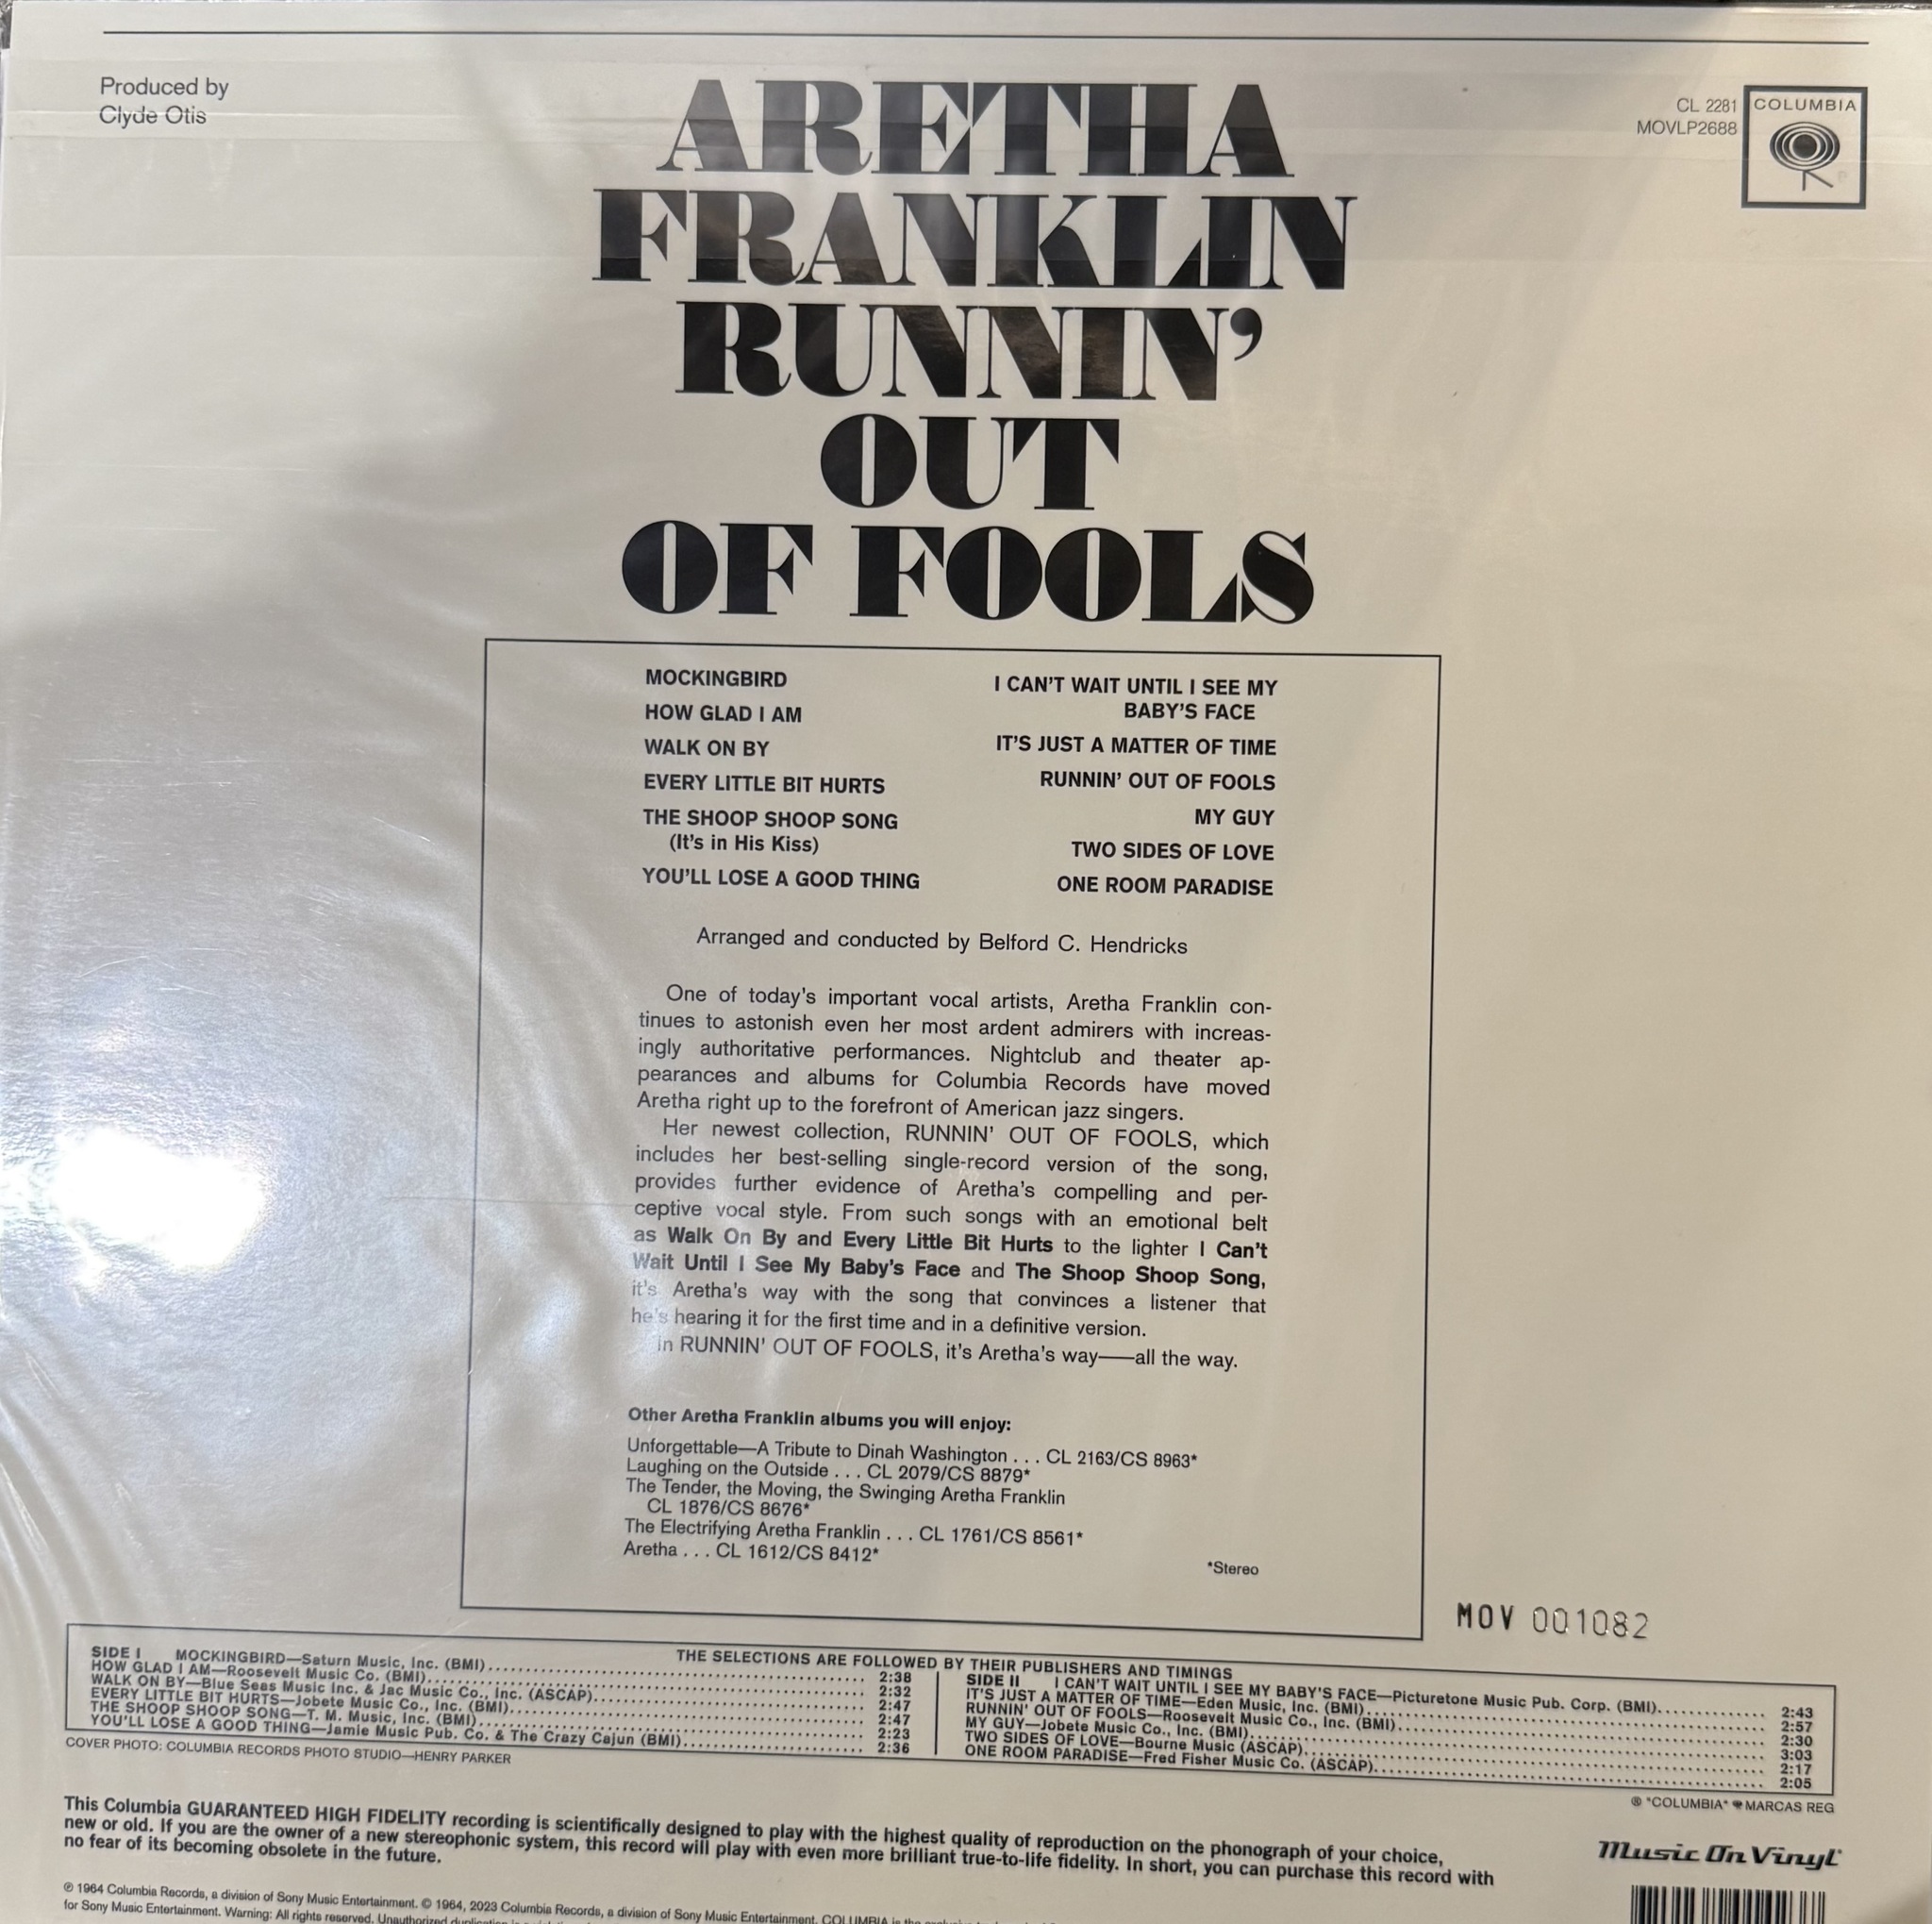 Produced by
Clyde Otis
CL 2281
MOVLP2688
COLUMBIA
ARETHA
FRANKLIN
RUNNIN’
OUT
OF FOOLS
MOCKINGBIRD
HOW GLAD I AM
WALK ON BY
EVERY LITTLE BIT HURTS
THE SHOOP SHOOP SONG
(It’s in His Kiss)
YOU’LL LOSE A GOOD THING
I CAN’T WAIT UNTIL I SEE MY
BABY’S FACE
IT’S JUST A MATTER OF TIME
RUNNIN’ OUT OF FOOLS
MY GUY
TWO SIDES OF LOVE
ONE ROOM PARADISE
Arranged and conducted by Belford C. Hendricks
One of today’s important vocal artists, Aretha Franklin con-
tinues to astonish even her most ardent admirers with increas-
ingly authoritative performances. Nightclub and theater ap-
pearances and albums for Columbia Records have moved
Aretha right up to the forefront of American jazz singers.
Her newest collection, RUNNIN’ OUT OF FOOLS, which
includes her best-selling single-record version of the song,
provides further evidence of Aretha’s compelling and per-
ceptive vocal style. From such songs with an emotional belt
as Walk On By and Every Little Bit Hurts to the lighter I Can’t
Wait Until I See My Baby’s Face and The Shoop Shoop Song,
it’s Aretha’s way with the song that convinces a listener that
he’s hearing it for the first time and in a definitive version.
In RUNNIN’ OUT OF FOOLS, it’s Aretha’s way——all the way.
Other Aretha Franklin albums you will enjoy:
Unforgettable—A Tribute to Dinah Washington . . . CL 2163/CS 8963*
Laughing on the Outside . . . CL 2079/CS 8879*
The Tender, the Moving, the Swinging Aretha Franklin
CL 1876/CS 8676*
The Electrifying Aretha Franklin . . . CL 1761/CS 8561*
Aretha . . . CL 1612/CS 8412*
*Stereo
MOV 001082
THE SELECTIONS ARE FOLLOWED BY THEIR PUBLISHERS AND TIMINGS
SIDE I MOCKINGBIRD—Saturn Music, Inc. (BMI) 2:38
HOW GLAD I AM—Roosevelt Music Co. (BMI) 2:32
WALK ON BY—Blue Seas Music Inc. & Jac Music Co., Inc. (ASCAP) 2:47
EVERY LITTLE BIT HURTS—Jobete Music Co., Inc. (BMI) 2:47
THE SHOOP SHOOP SONG—T. M. Music, Inc. (BMI) 2:23
YOU’LL LOSE A GOOD THING—Jamie Music Pub. Co. & The Crazy Cajun (BMI) 2:36
SIDE II I CAN’T WAIT UNTIL I SEE MY BABY’S FACE—Picturetone Music Pub. Corp. (BMI) 2:43
IT’S JUST A MATTER OF TIME—Eden Music, Inc. (BMI) 2:57
RUNNIN’ OUT OF FOOLS—Roosevelt Music Co., Inc. (BMI) 2:30
MY GUY—Jobete Music Co., Inc. (BMI) 3:03
TWO SIDES OF LOVE—Bourne Music (ASCAP) 2:17
ONE ROOM PARADISE—Fred Fisher Music Co. (ASCAP) 2:05
COVER PHOTO: COLUMBIA RECORDS PHOTO STUDIO—HENRY PARKER
® "COLUMBIA" MARCAS REG
This Columbia GUARANTEED HIGH FIDELITY recording is scientifically designed to play with the highest quality of reproduction on the phonograph of your choice,
new or old. If you are the owner of a new stereophonic system, this record will play with even more brilliant true-to-life fidelity. In short, you can purchase this record with
no fear of its becoming obsolete in the future.
Music On Vinyl
℗ 1964 Columbia Records, a division of Sony Music Entertainment. © 1964, 2023 Columbia Records, a division of Sony Music Entertainment. COLUMBIA is the
for Sony Music Entertainment. Warning: All rights reserved. Unauthorized